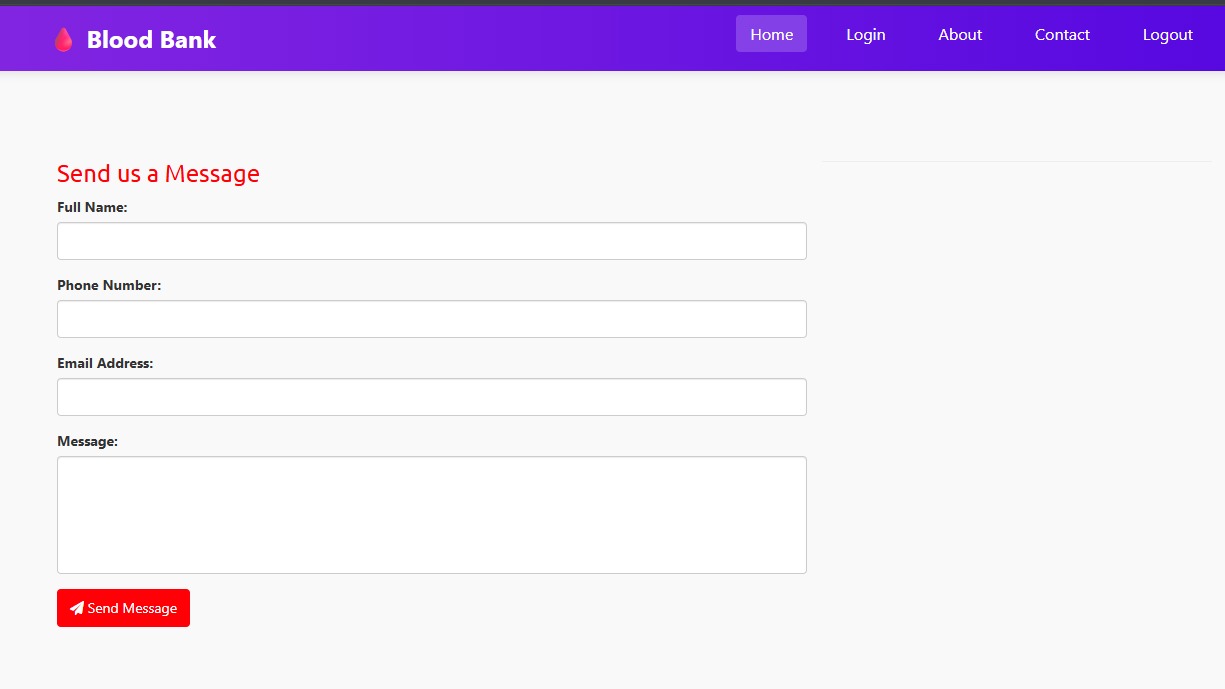 Blood Bank Home Login About Contact Logout
Send us a Message
Full Name:
Phone Number:
Email Address:
Message:
Send Message